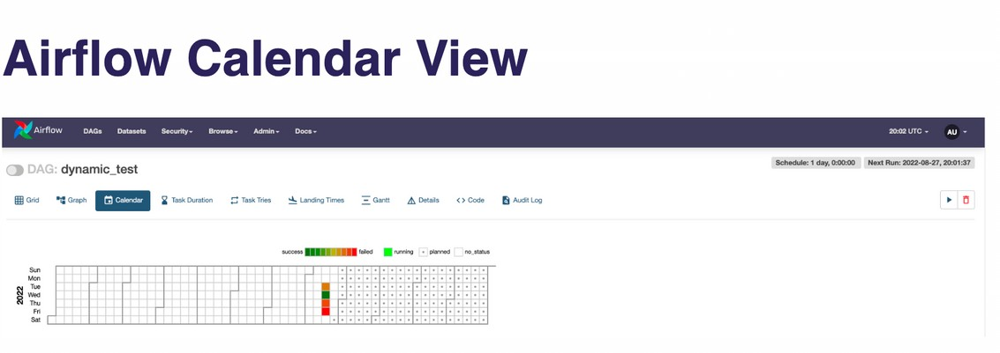 Airflow Calendar View
Airflow DAGs Datasets Security Browse Admin Docs 20:02 UTC AU
DAG: dynamic_test Schedule: 1 day, 0:00:00 Next Run: 2022-08-27, 20:01:37
Grid Graph Calendar Task Duration Task Tries Landing Times Gantt Details Code Audit Log
success failed running planned no_status
2022
Sun
Mon
Tue
Wed
Thu
Fri
Sat